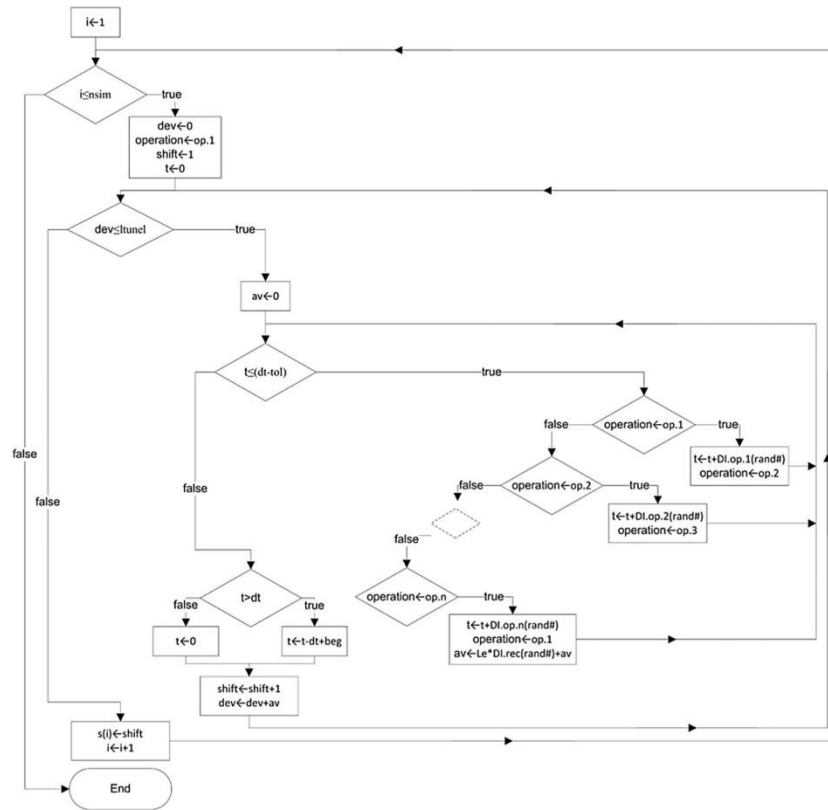 i←1
i≤nsim
true
dev←0
operation←op.1
shift←1
t←0
dev≤ltunel
true
av←0
t≤(dt-tol)
true
operation←op.1
false
true
t←t+DI.op.1(rand#)
operation←op.2
false
false
operation←op.2
false
true
false
t←t+DI.op.2(rand#)
operation←op.3
false
false
operation←op.n
true
t>dt
false
true
t←t+DI.op.n(rand#)
operation←op.1
av←Le*DI.rec(rand#)+av
t←0
t←t-dt+beg
shift←shift+1
dev←dev+av
s(i)←shift
i←i+1
End